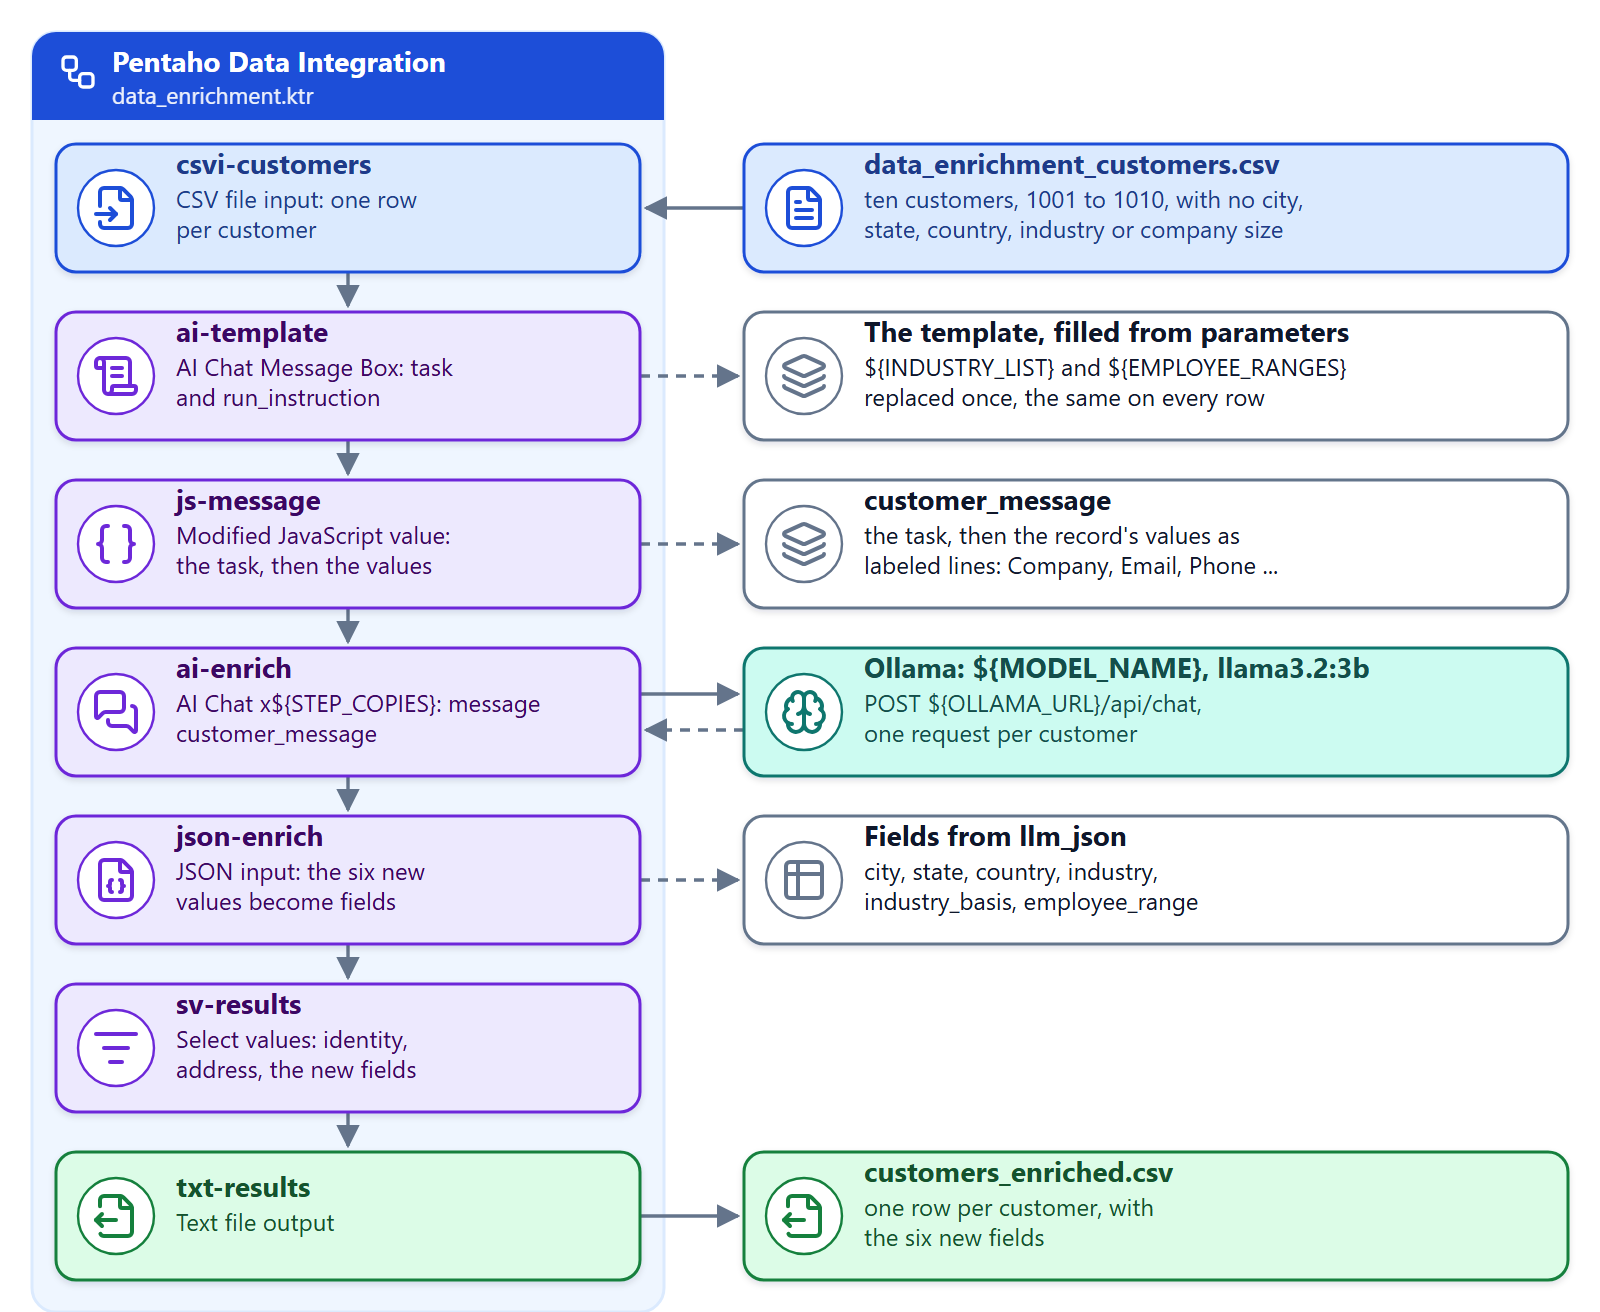 Pentaho Data Integration
data_enrichment.ktr
csvi-customers
CSV file input: one row
per customer
data_enrichment_customers.csv
ten customers, 1001 to 1010, with no city,
state, country, industry or company size
ai-template
AI Chat Message Box: task
and run_instruction
The template, filled from parameters
${INDUSTRY_LIST} and ${EMPLOYEE_RANGES}
replaced once, the same on every row
js-message
Modified JavaScript value:
the task, then the values
customer_message
the task, then the record's values as
labeled lines: Company, Email, Phone ...
ai-enrich
AI Chat x${STEP_COPIES}: message
customer_message
Ollama: ${MODEL_NAME}, llama3.2:3b
POST ${OLLAMA_URL}/api/chat,
one request per customer
json-enrich
JSON input: the six new
values become fields
Fields from llm_json
city, state, country, industry,
industry_basis, employee_range
sv-results
Select values: identity,
address, the new fields
txt-results
Text file output
customers_enriched.csv
one row per customer, with
the six new fields